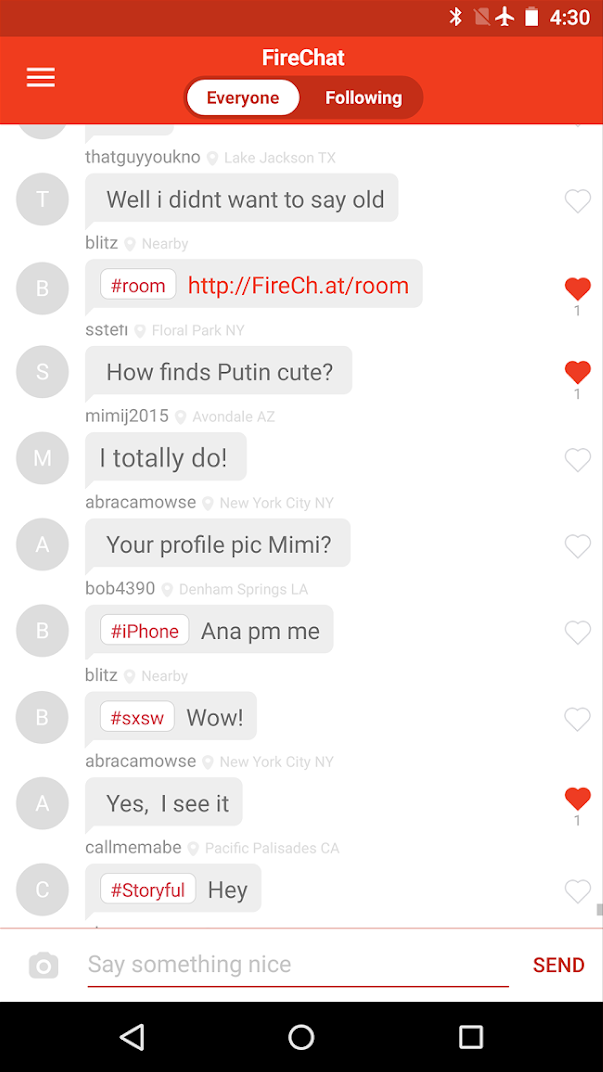 4:30
FireChat
Everyone Following
thatguyyoukno Lake Jackson TX
T Well i didnt want to say old
blitz Nearby
B #room http://FireCh.at/room
1
sstefi Floral Park NY
S How finds Putin cute?
1
mimij2015 Avondale AZ
M I totally do!
abracamowse New York City NY
A Your profile pic Mimi?
bob4390 Denham Springs LA
B #iPhone Ana pm me
blitz Nearby
B #sxsw Wow!
abracamowse New York City NY
A Yes, I see it
1
callmemabe Pacific Palisades CA
C #Storyful Hey
Say something nice SEND